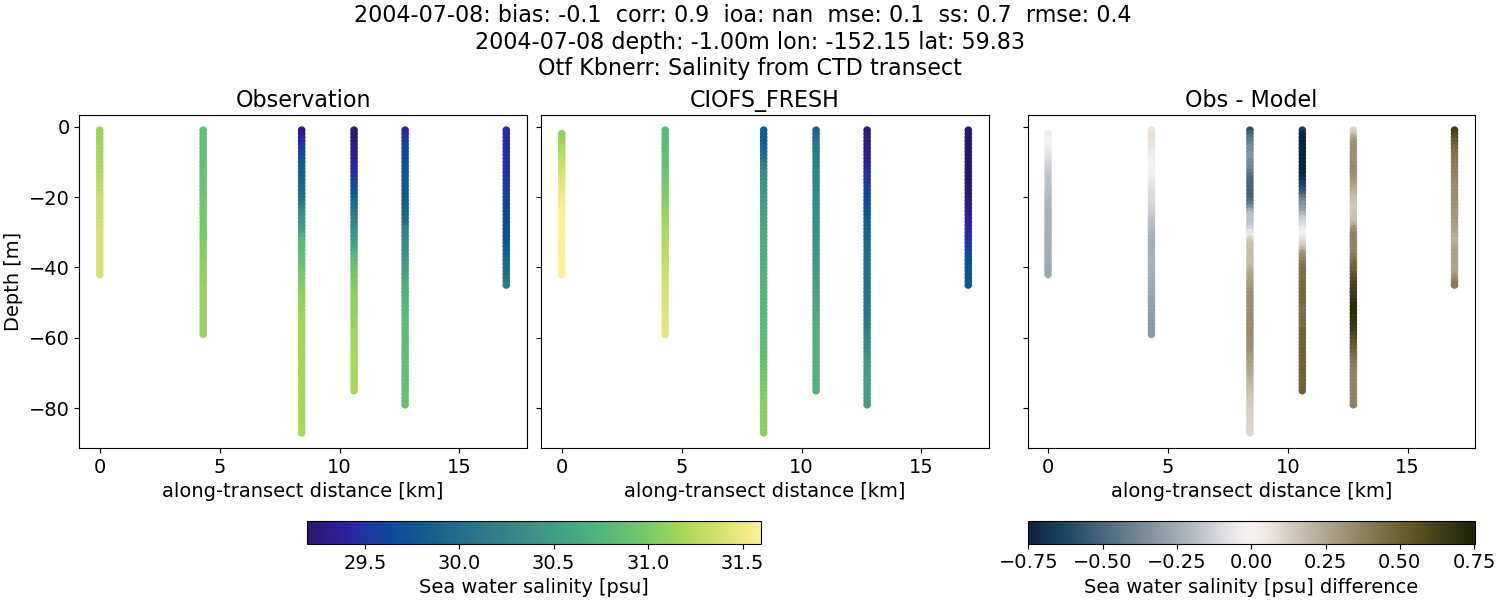 2004-07-08: bias: -0.1  corr: 0.9  ioa: nan  mse: 0.1  ss: 0.7  rmse: 0.4
2004-07-08 depth: -1.00m lon: -152.15 lat: 59.83
Otf Kbnerr: Salinity from CTD transect
Observation
CIOFS_FRESH
Obs - Model
Depth [m]
0
−20
−40
−60
−80
0 5 10 15
0 5 10 15
0 5 10 15
along-transect distance [km]
along-transect distance [km]
along-transect distance [km]
29.5 30.0 30.5 31.0 31.5
Sea water salinity [psu]
−0.75 −0.50 −0.25 0.00 0.25 0.50 0.75
Sea water salinity [psu] difference